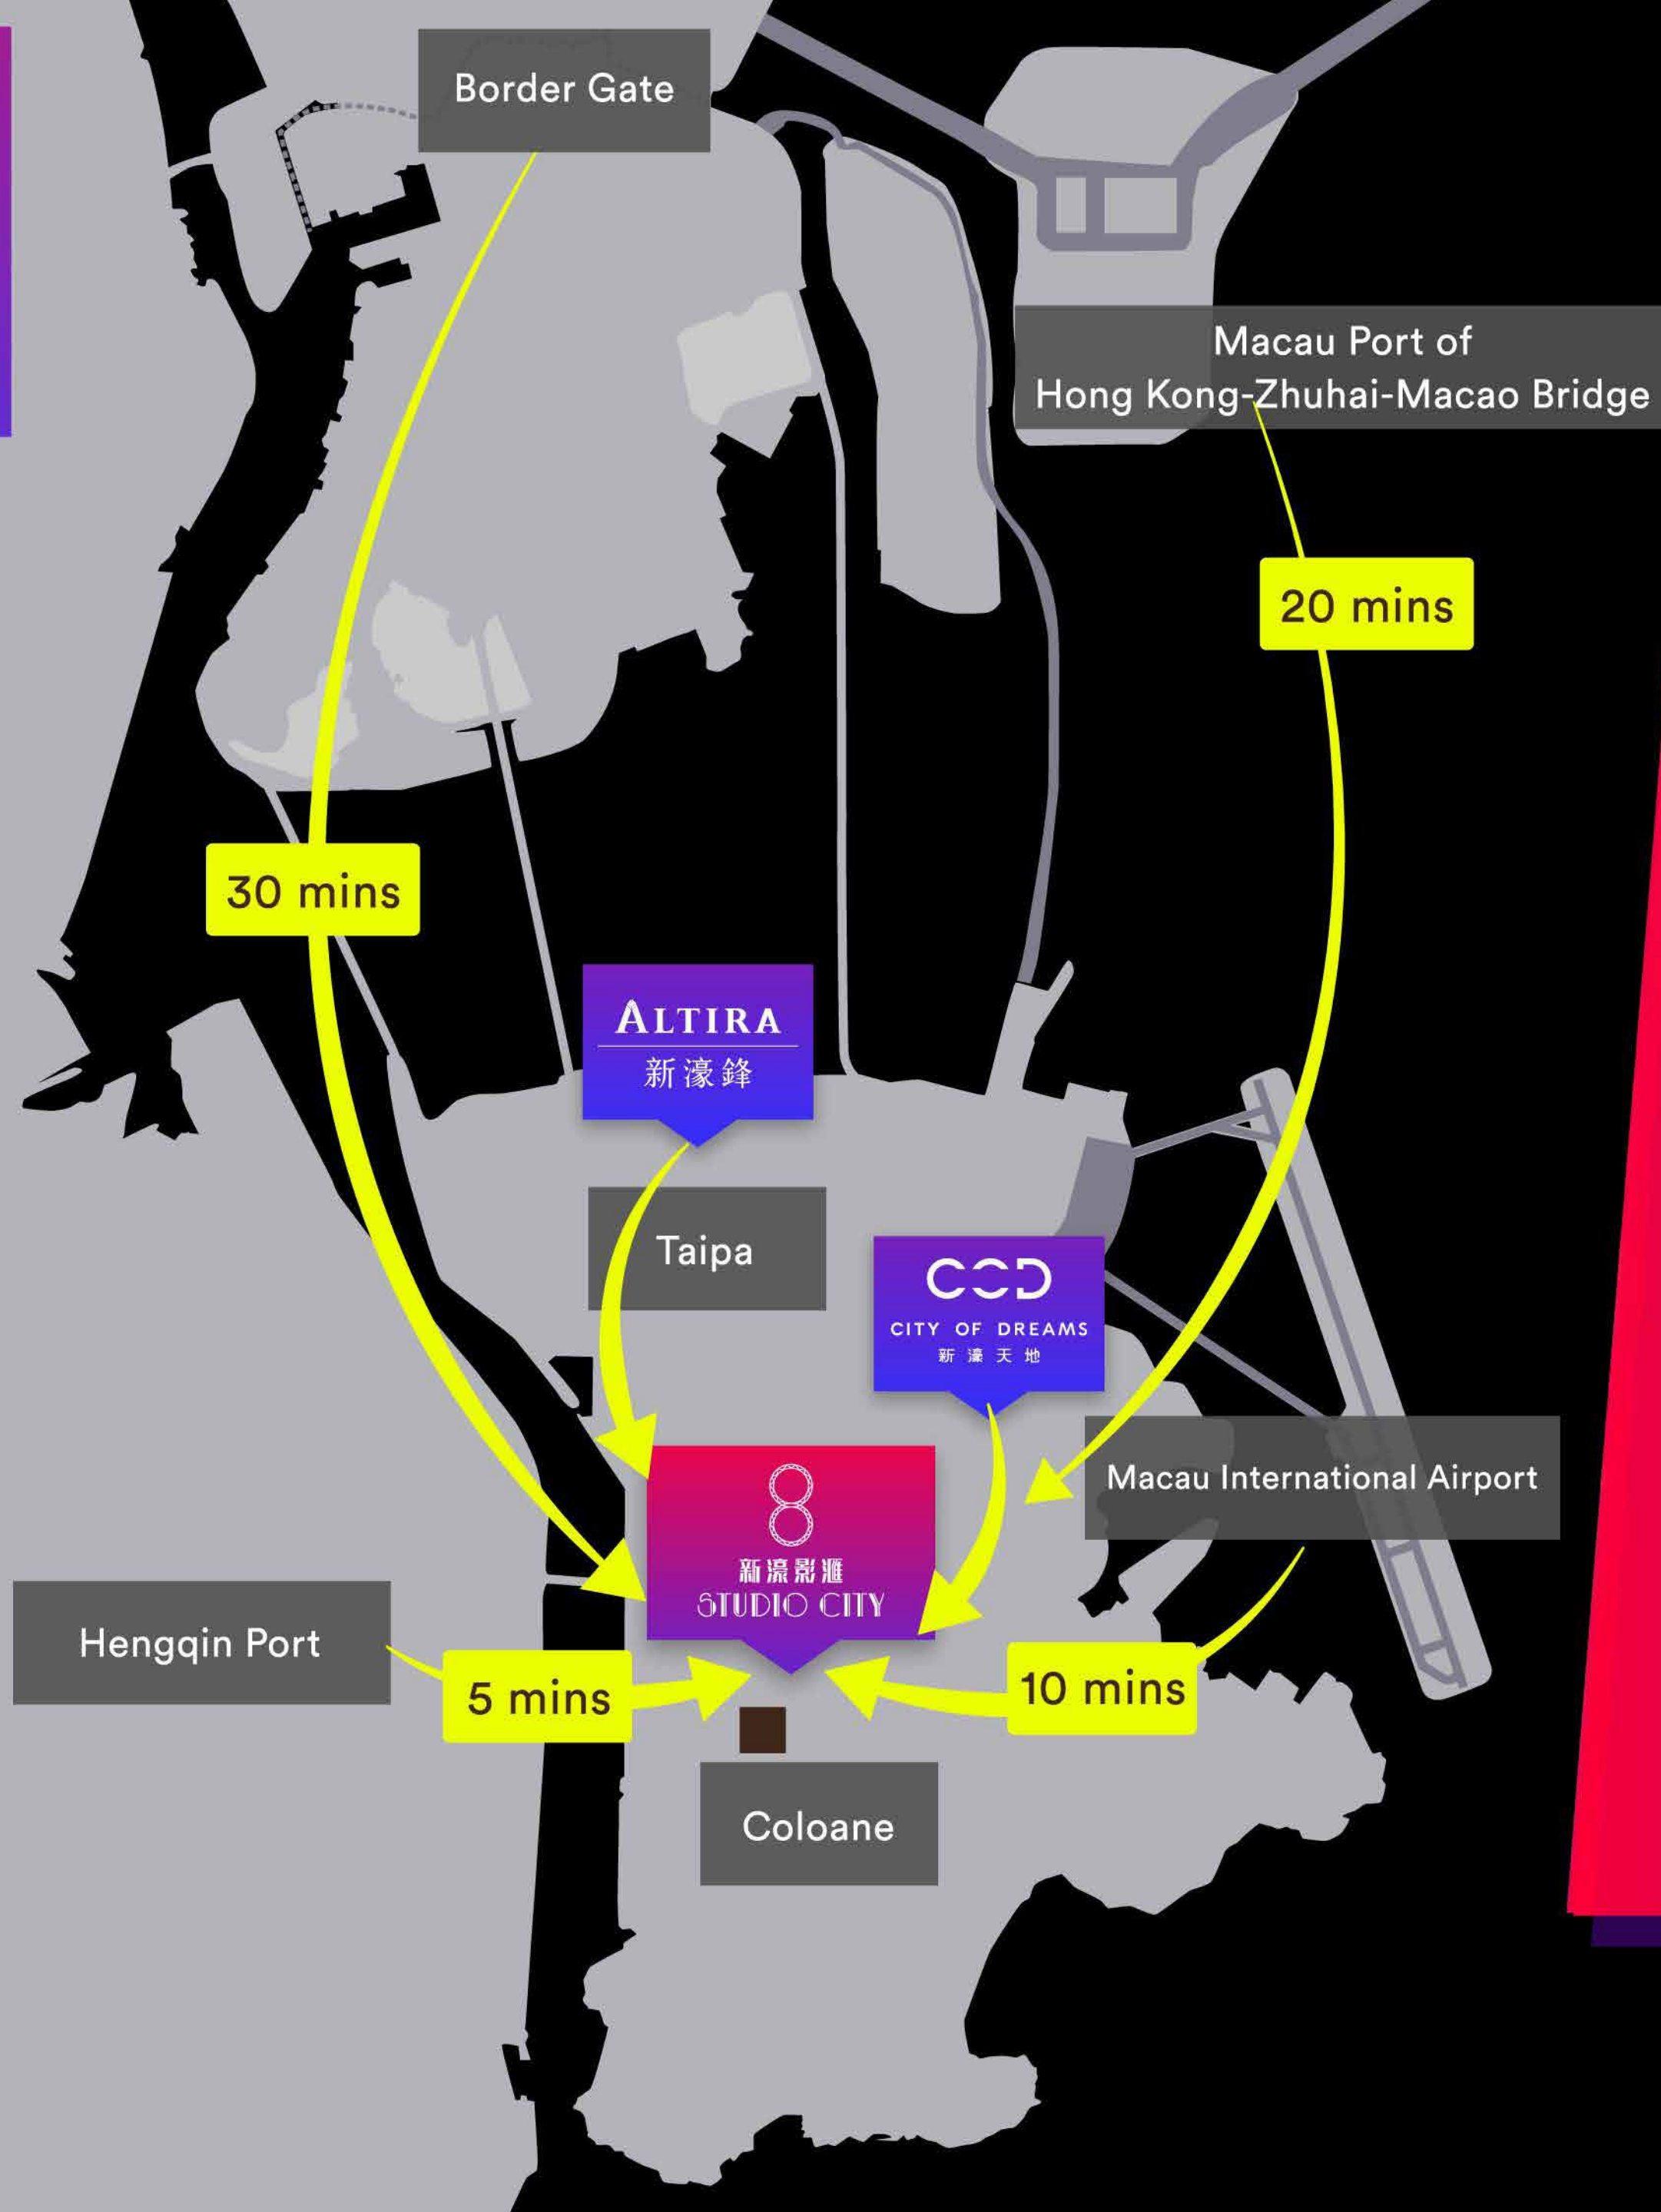 Border Gate
Macau Port of
Hong Kong-Zhuhai-Macao Bridge
20 mins
30 mins
ALTIRA
新濠鋒
Taipa
COD
CITY OF DREAMS
新濠天地
Macau International Airport
新濠影滙
STUDIO CITY
Hengqin Port
5 mins
10 mins
Coloane